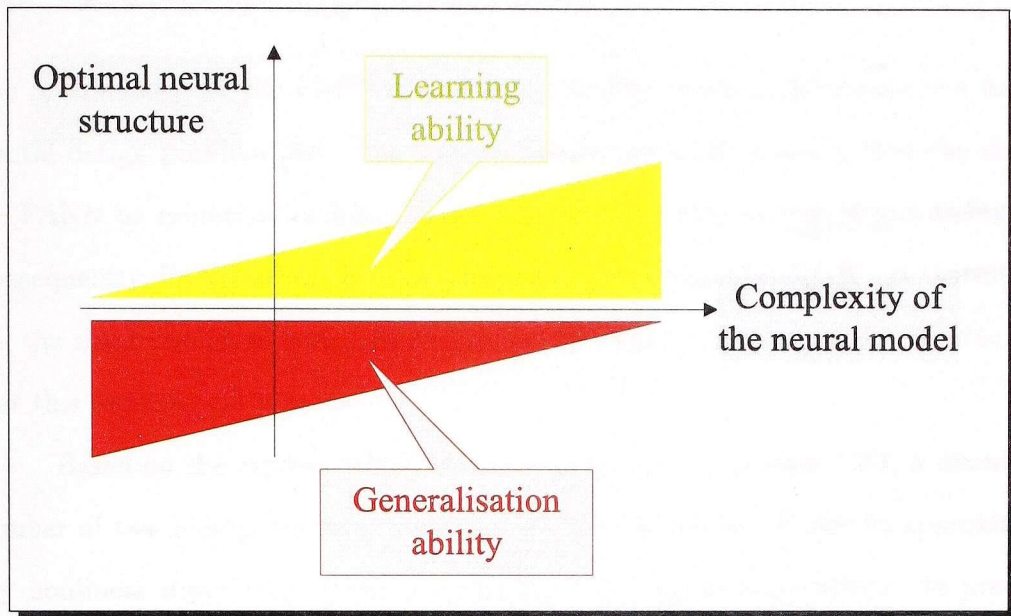 Optimal neural
structure
Learning
ability
Complexity of
the neural model
Generalisation
ability